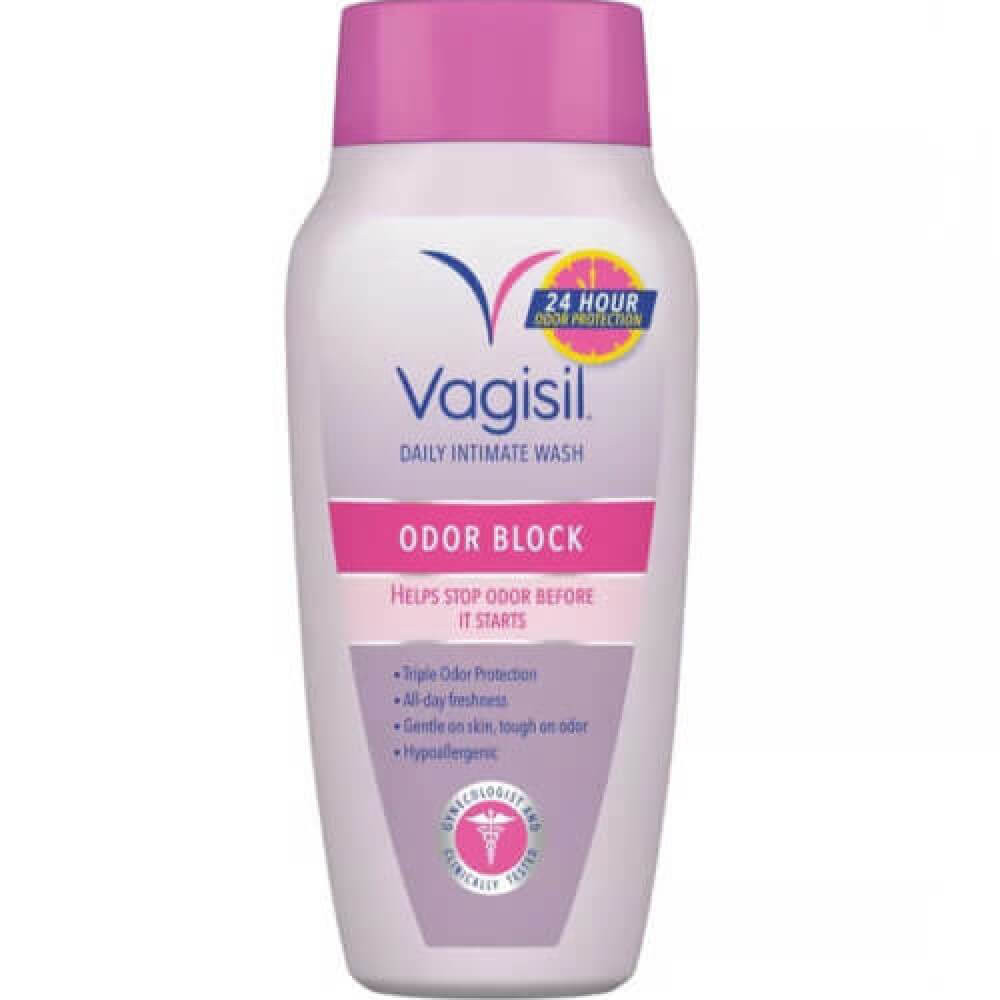 24 HOUR
ODOR PROTECTION
Vagisil
DAILY INTIMATE WASH
ODOR BLOCK
HELPS STOP ODOR BEFORE
IT STARTS
• Triple Odor Protection
• All-day freshness
• Gentle on skin, tough on odor
• Hypoallergenic
GYNECOLOGIST AND
CLINICALLY TESTED